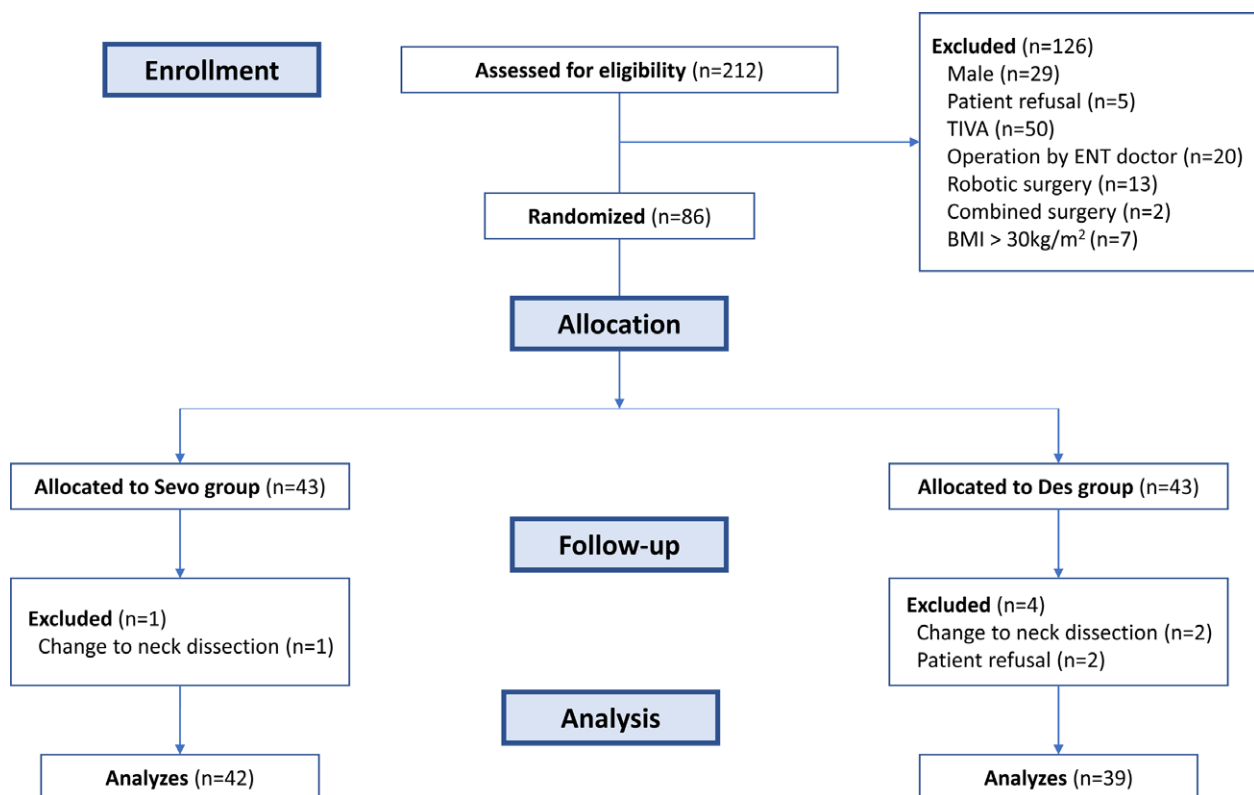 Enrollment
Assessed for eligibility (n=212)
Excluded (n=126)
Male (n=29)
Patient refusal (n=5)
TIVA (n=50)
Operation by ENT doctor (n=20)
Robotic surgery (n=13)
Combined surgery (n=2)
BMI > 30kg/m² (n=7)
Randomized (n=86)
Allocation
Allocated to Sevo group (n=43)
Allocated to Des group (n=43)
Follow-up
Excluded (n=1)
Change to neck dissection (n=1)
Excluded (n=4)
Change to neck dissection (n=2)
Patient refusal (n=2)
Analysis
Analyzes (n=42)
Analyzes (n=39)